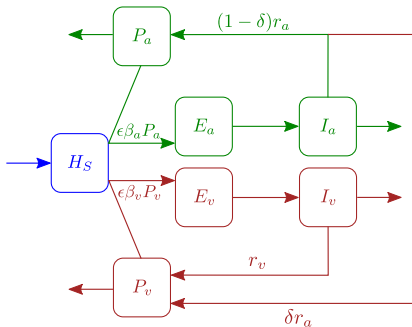 (1 − δ)r_a
P_a
ϵβ_aP_a
E_a
I_a
H_S
ϵβ_vP_v
E_v
I_v
r_v
P_v
δr_a